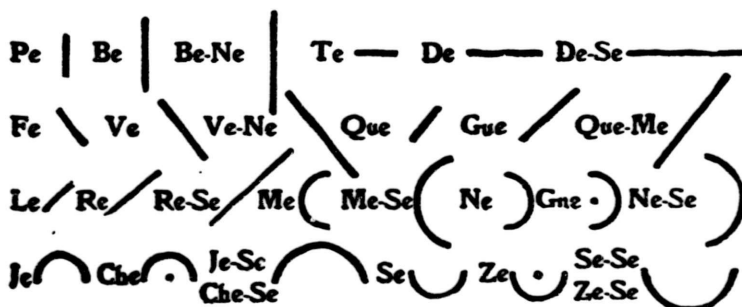 Pe Be Be-Ne Te De De-Se
Fe Ve Ve-Ne Que Gue Que-Me
Le Re Re-Se Me Me-Se Ne Gne Ne-Se
Je Che Je-Se Se Ze Se-Se
Che-Se Ze-Se